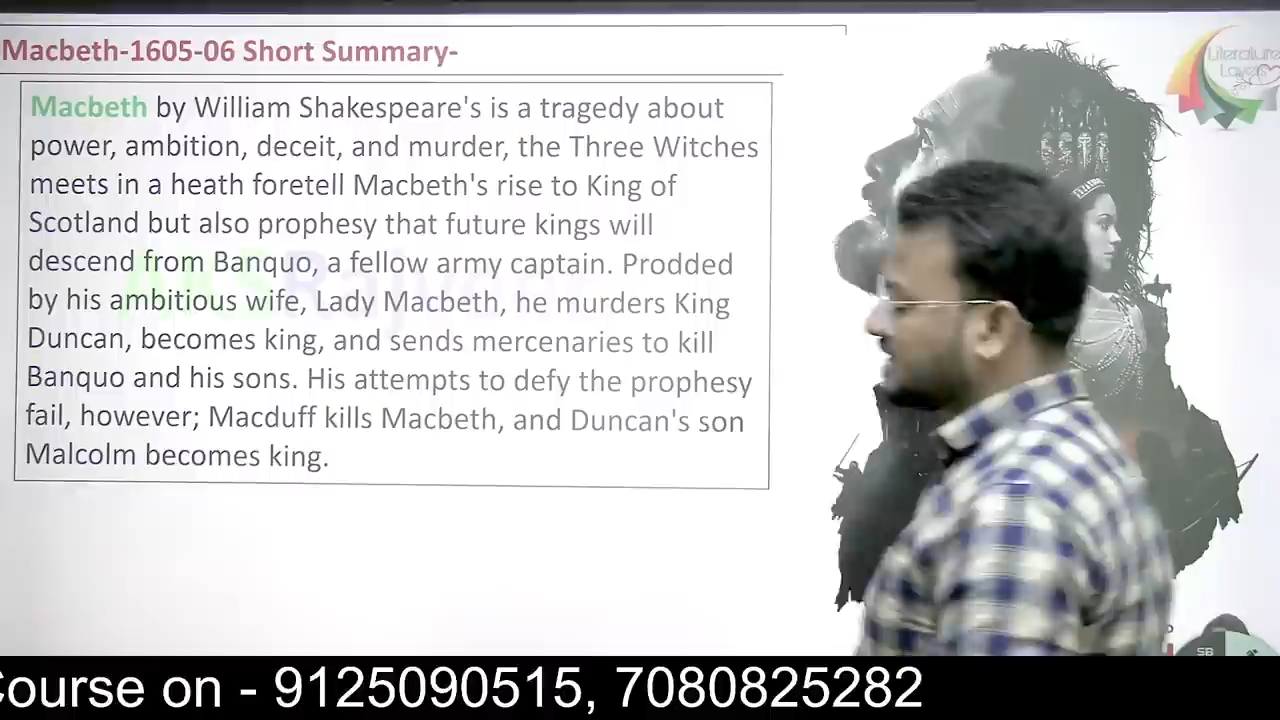 Macbeth-1605-06 Short Summary-
Macbeth by William Shakespeare's is a tragedy about
power, ambition, deceit, and murder, the Three Witches
meets in a heath foretell Macbeth's rise to King of
Scotland but also prophesy that future kings will
descend from Banquo, a fellow army captain. Prodded
by his ambitious wife, Lady Macbeth, he murders King
Duncan, becomes king, and sends mercenaries to kill
Banquo and his sons. His attempts to defy the prophesy
fail, however; Macduff kills Macbeth, and Duncan's son
Malcolm becomes king.
Literature
Lovers
SB
Course on - 9125090515, 7080825282